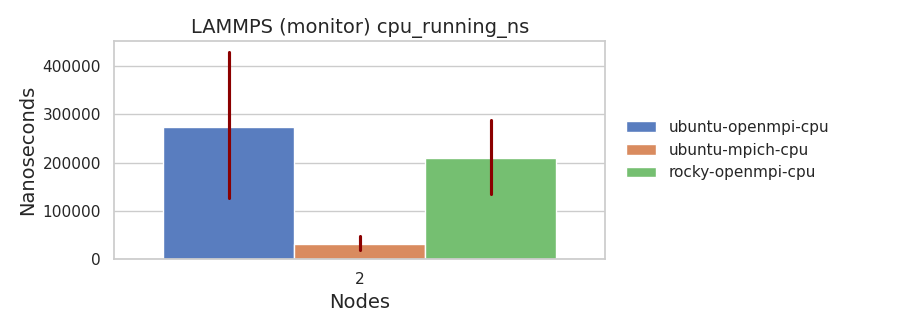 LAMMPS (monitor) cpu_running_ns
Nanoseconds
400000
300000
200000
100000
0
2
Nodes
ubuntu-openmpi-cpu
ubuntu-mpich-cpu
rocky-openmpi-cpu